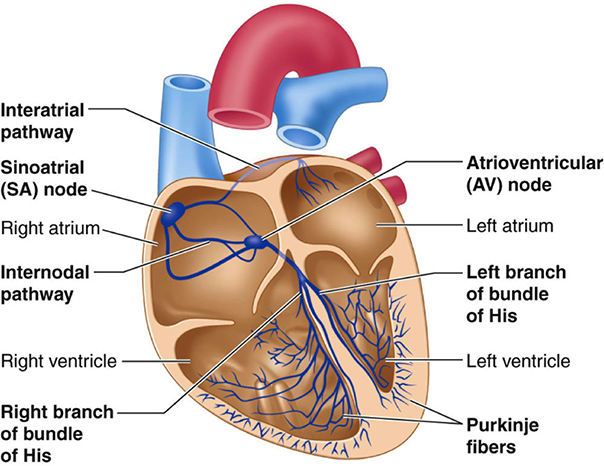 Interatrial
pathway
Sinoatrial
(SA) node
Right atrium
Internodal
pathway
Right ventricle
Right branch
of bundle
of His
Atrioventricular
(AV) node
Left atrium
Left branch
of bundle
of His
Left ventricle
Purkinje
fibers